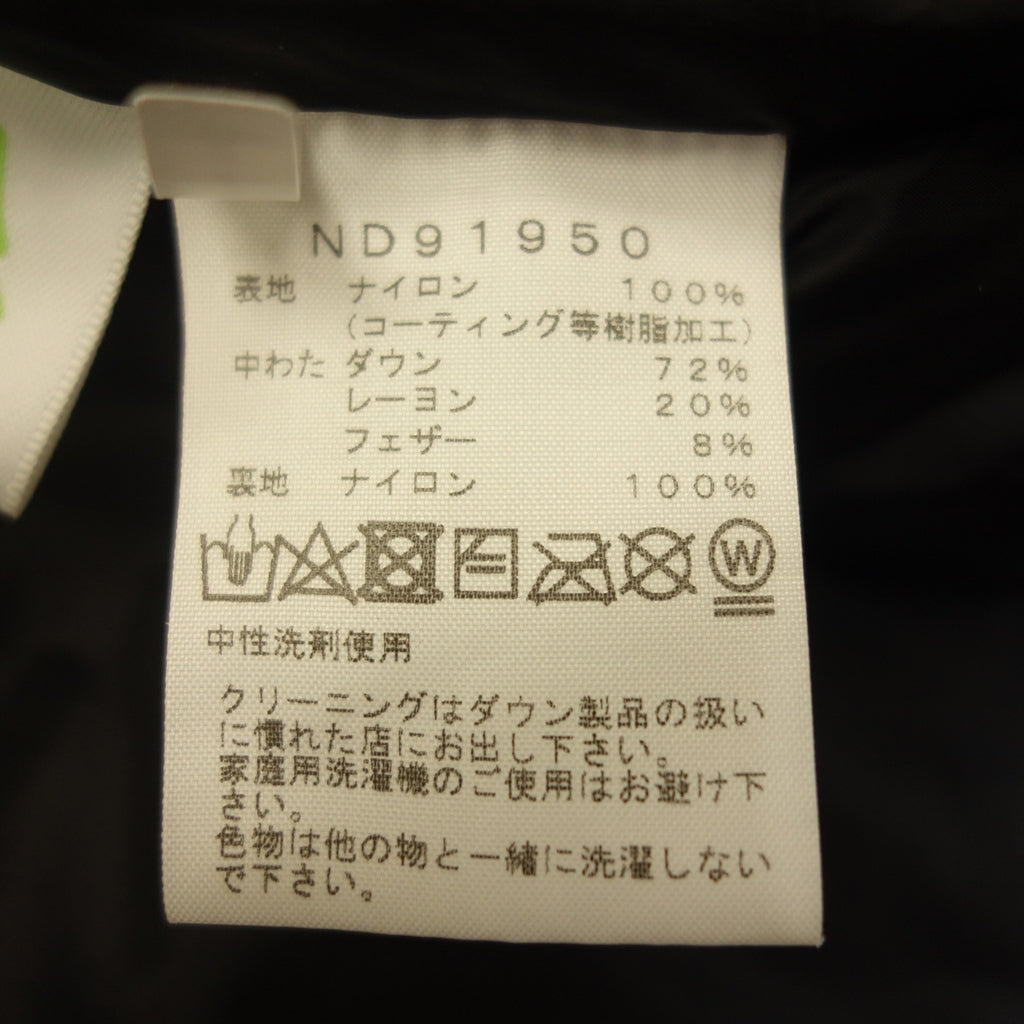 ND91950
表地 ナイロン 100%
(コーティング等樹脂加工)
中わた ダウン 72%
レーヨン 20%
フェザー 8%
裏地 ナイロン 100%
W
中性洗剤使用
クリーニングはダウン製品の扱い
に慣れた店にお出し下さい。
家庭用洗濯機のご使用はお避け下
さい。
色物は他の物と一緒に洗濯しない
で下さい。